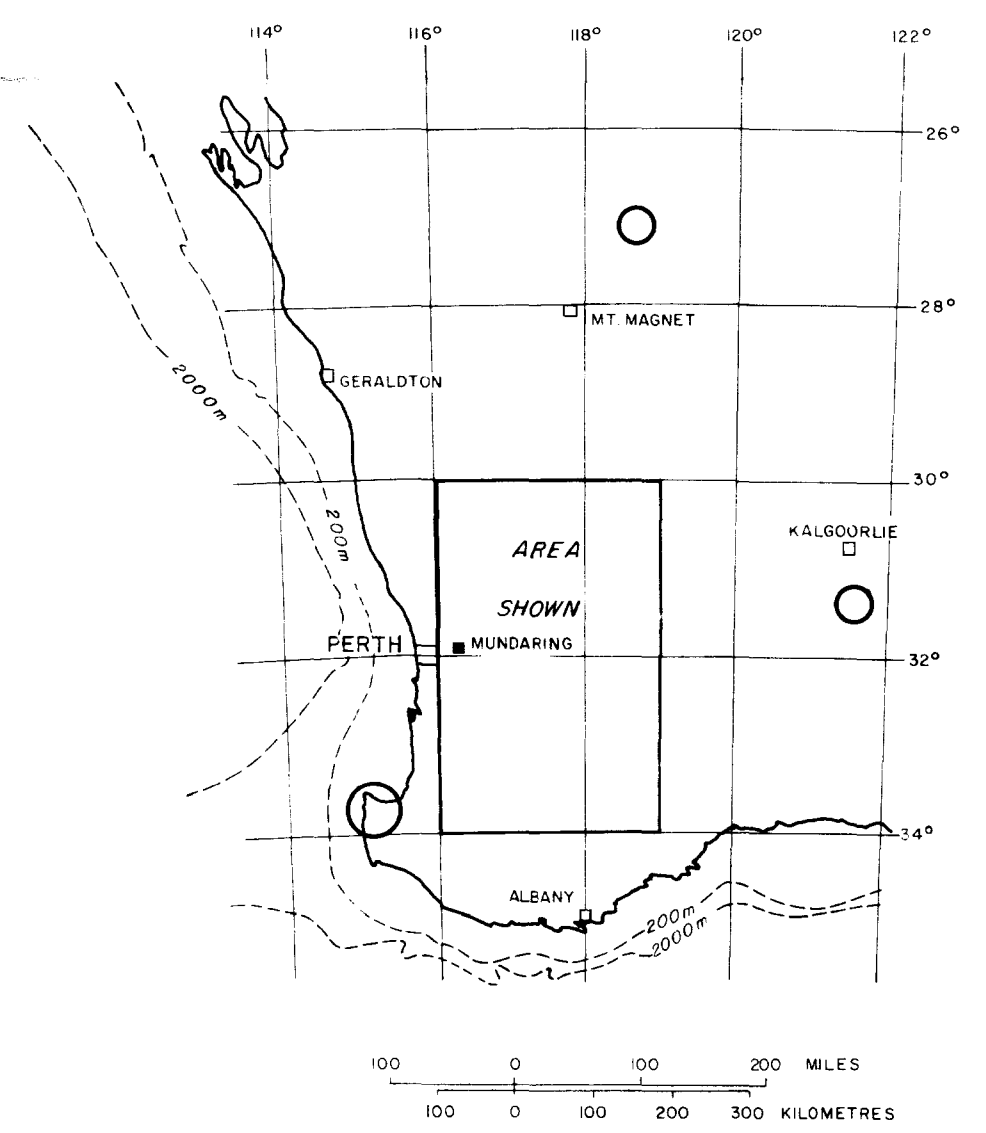 114° 116° 118° 120° 122°
26°
28°
MT. MAGNET
GERALDTON
2000m
30°
200m
KALGOORLIE
AREA
SHOWN
PERTH
MUNDARING
32°
34°
ALBANY
200m
2000m
100 0 100 200 MILES
100 0 100 200 300 KILOMETRES